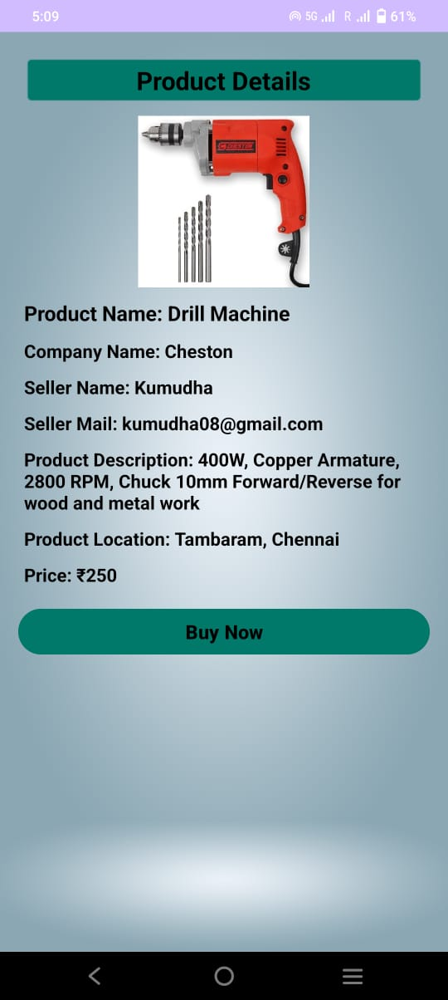 5:09 5G R 61%
Product Details
CHESTON
Product Name: Drill Machine
Company Name: Cheston
Seller Name: Kumudha
Seller Mail: kumudha08@gmail.com
Product Description: 400W, Copper Armature,
2800 RPM, Chuck 10mm Forward/Reverse for
wood and metal work
Product Location: Tambaram, Chennai
Price: ₹250
Buy Now